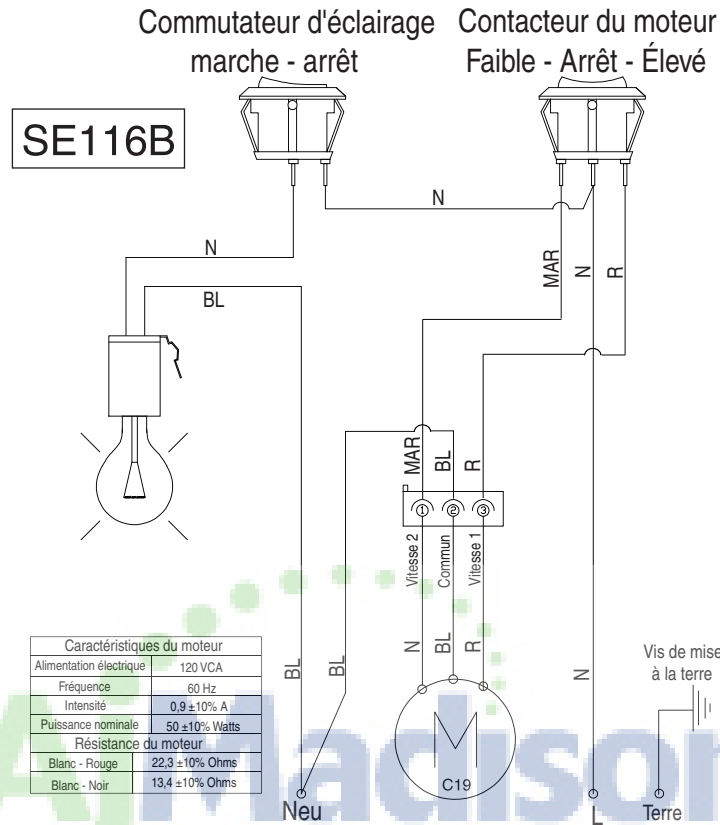 Commutateur d'éclairage
marche - arrêt
Contacteur du moteur
Faible - Arrêt - Élevé
SE116B
N
N
BL
MAR
N
R
MAR
BL
R
1
2
3
Vitesse 2
Commun
Vitesse 1
BL
BL
N
BL
R
N
Vis de mise
à la terre
Caractéristiques du moteur
Alimentation électrique 120 VCA
Fréquence 60 Hz
Intensité 0,9 ±10% A
Puissance nominale 50 ±10% Watts
Résistance du moteur
Blanc - Rouge 22,3 ±10% Ohms
Blanc - Noir 13,4 ±10% Ohms
M
C19
Neu
L
Terre
AjMadison